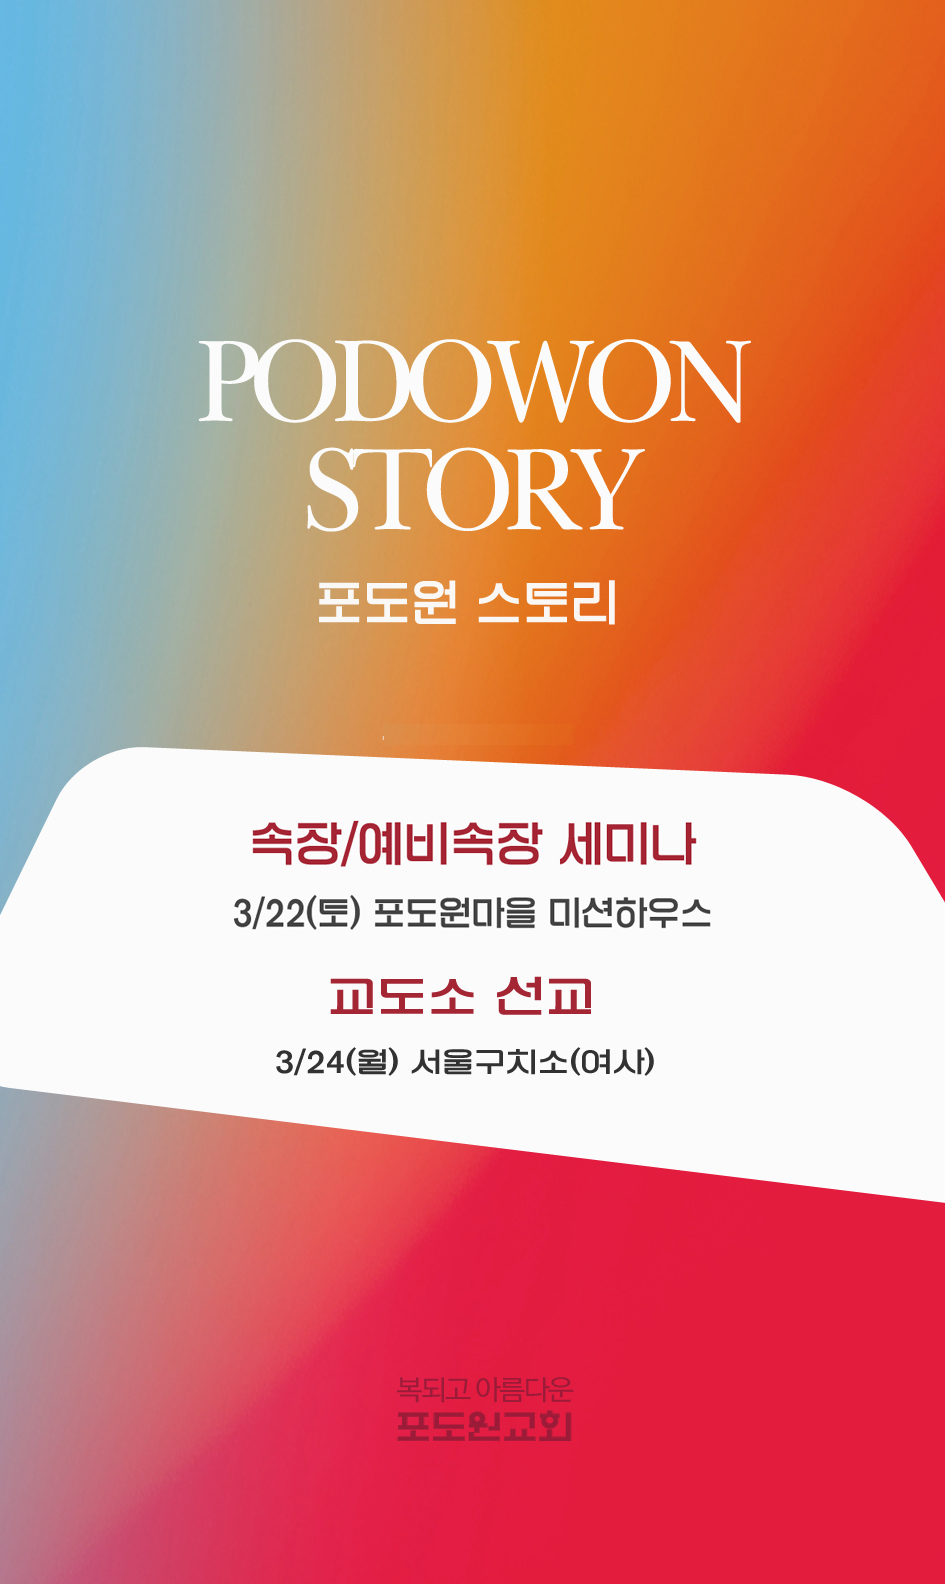 PODOWON
STORY
포도원 스토리
속장/예비속장 세미나
3/22(토) 포도원마을 미션하우스
교도소 선교
3/24(월) 서울구치소(여사)
복되고 아름다운
포도원교회